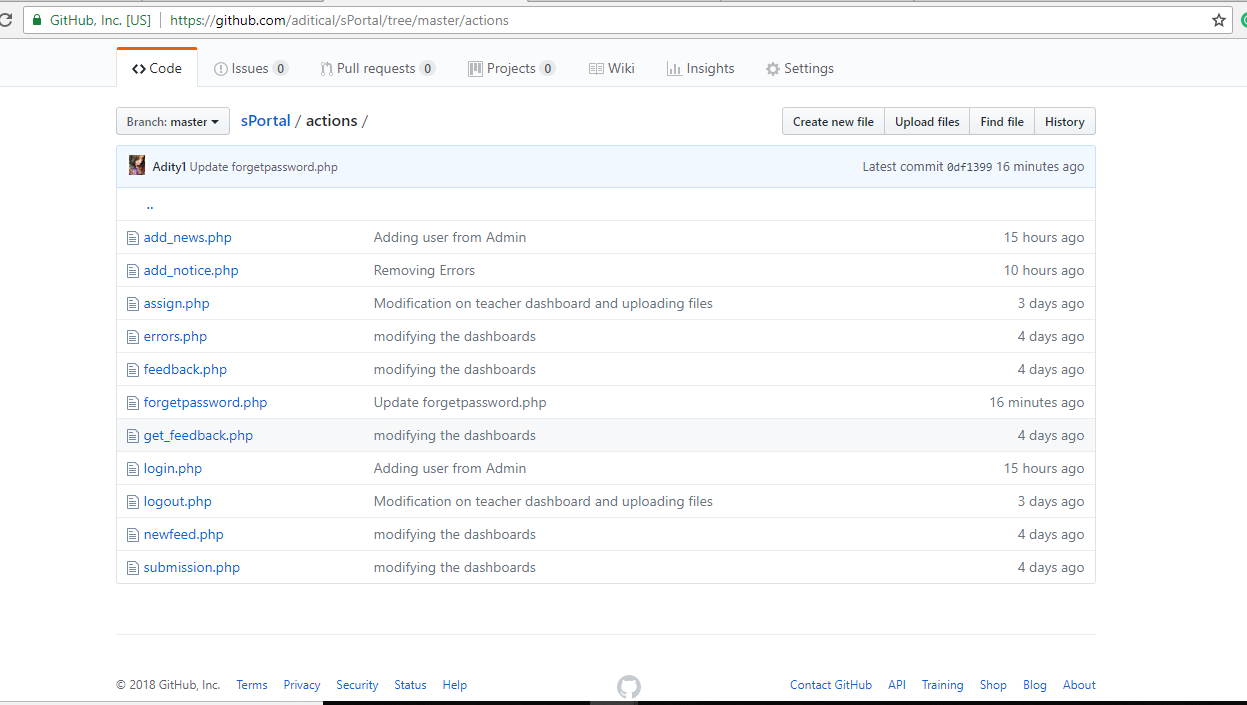 GitHub, Inc. [US] https://github.com/aditical/sPortal/tree/master/actions
Code Issues 0 Pull requests 0 Projects 0 Wiki Insights Settings
Branch: master sPortal / actions / Create new file Upload files Find file History
Adity1 Update forgetpassword.php Latest commit 0df1399 16 minutes ago
..
add_news.php Adding user from Admin 15 hours ago
add_notice.php Removing Errors 10 hours ago
assign.php Modification on teacher dashboard and uploading files 3 days ago
errors.php modifying the dashboards 4 days ago
feedback.php modifying the dashboards 4 days ago
forgetpassword.php Update forgetpassword.php 16 minutes ago
get_feedback.php modifying the dashboards 4 days ago
login.php Adding user from Admin 15 hours ago
logout.php Modification on teacher dashboard and uploading files 3 days ago
newfeed.php modifying the dashboards 4 days ago
submission.php modifying the dashboards 4 days ago
© 2018 GitHub, Inc. Terms Privacy Security Status Help Contact GitHub API Training Shop Blog About